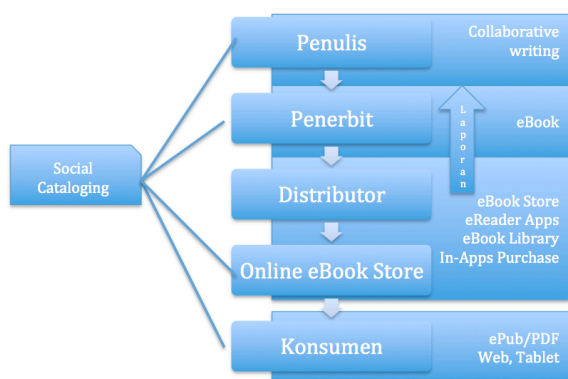 Penulis
Collaborative
writing
Penerbit
eBook
Laporan
Social
Cataloging
Distributor
eBook Store
eReader Apps
eBook Library
In-Apps Purchase
Online eBook Store
Konsumen
ePub/PDF
Web, Tablet